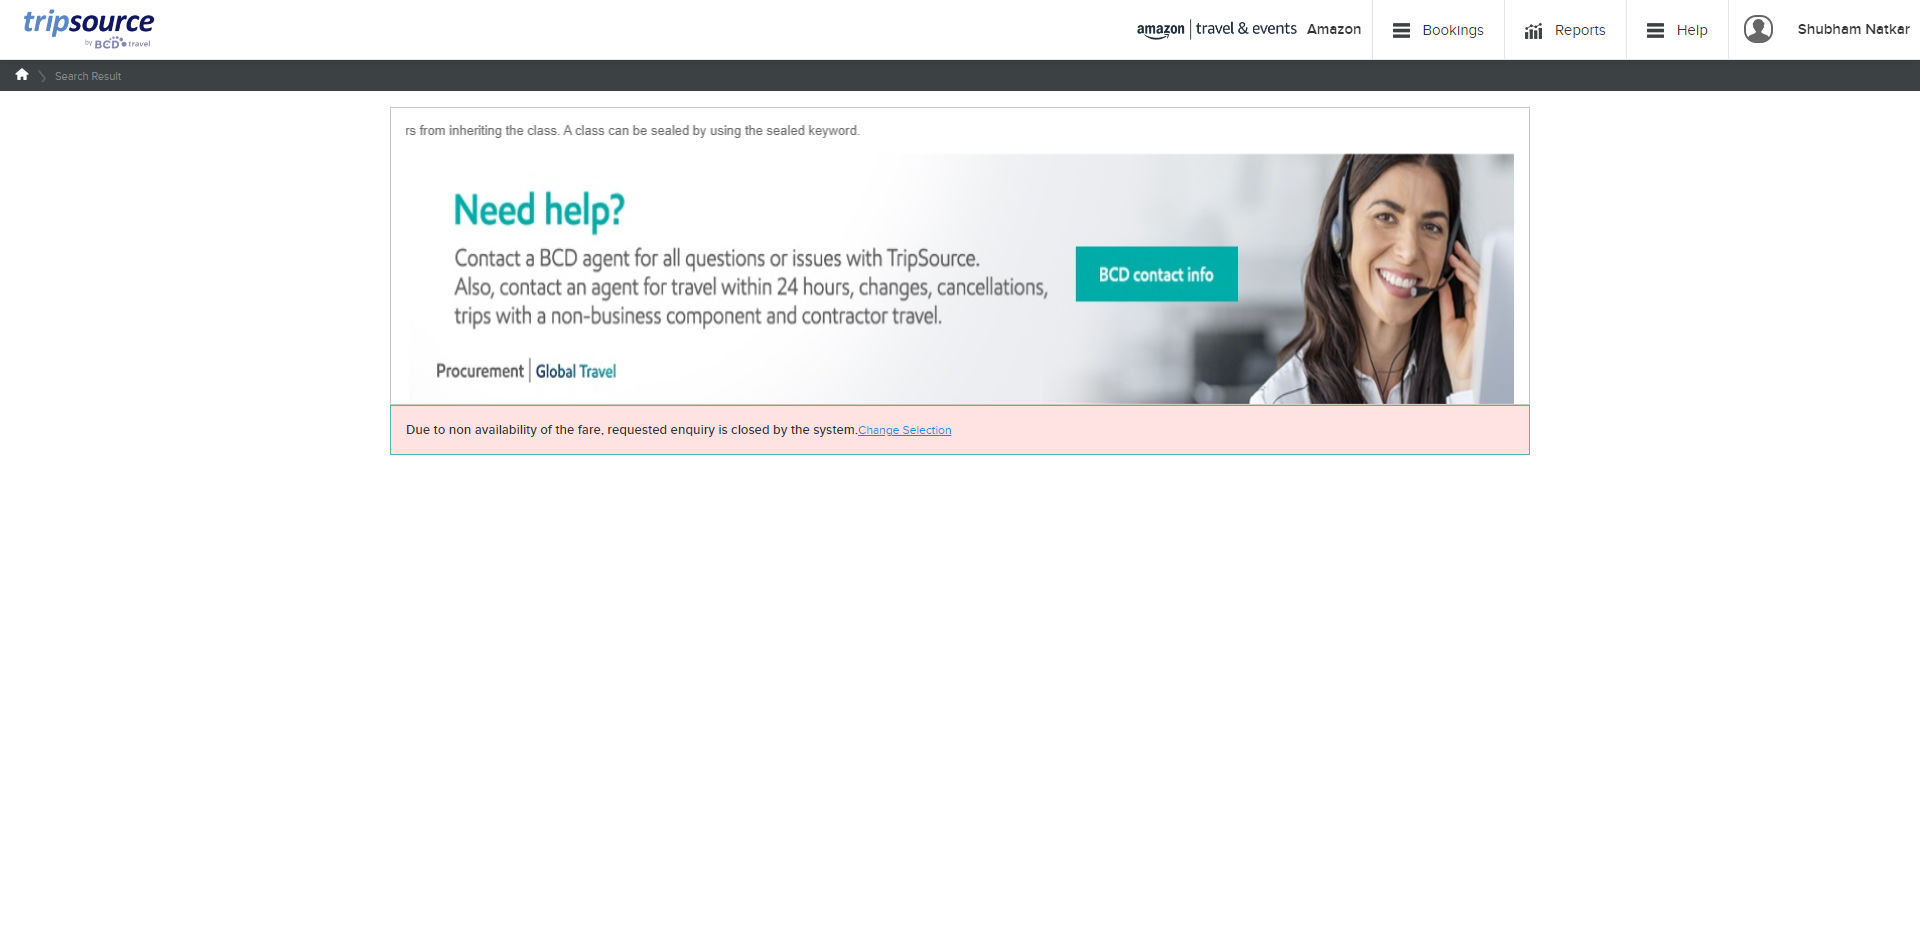 tripsource
by BCD travel
amazon | travel & events Amazon
Bookings
Reports
Help
Shubham Natkar
Search Result
rs from inheriting the class. A class can be sealed by using the sealed keyword.
Need help?
Contact a BCD agent for all questions or issues with TripSource.
Also, contact an agent for travel within 24 hours, changes, cancellations,
trips with a non-business component and contractor travel.
BCD contact info
Procurement | Global Travel
Due to non availability of the fare, requested enquiry is closed by the system.Change Selection